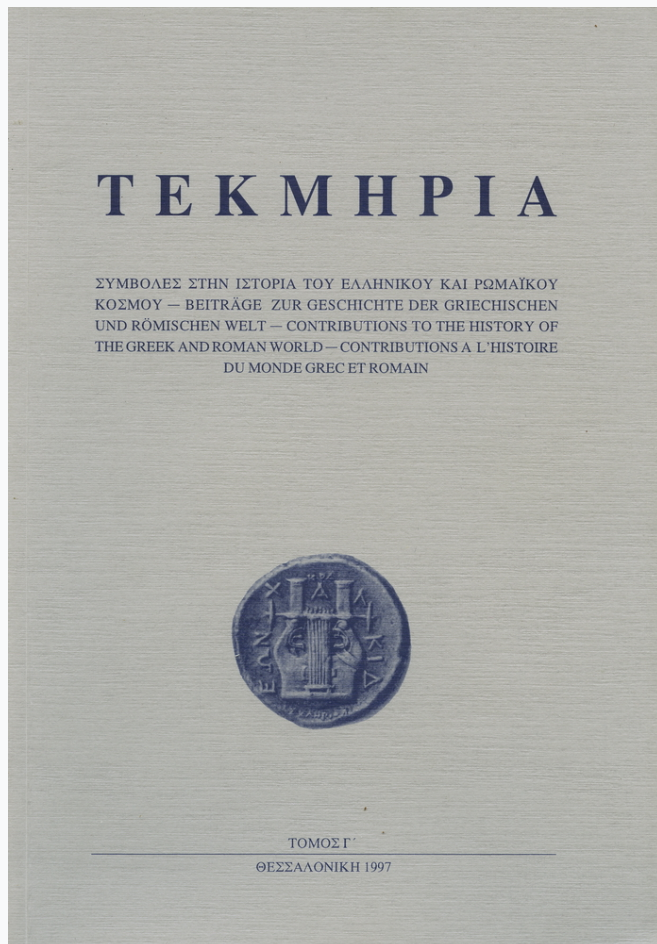 ΤΕΚΜΗΡΙΑ
ΣΥΜΒΟΛΕΣ ΣΤΗΝ ΙΣΤΟΡΙΑ ΤΟΥ ΕΛΛΗΝΙΚΟΥ ΚΑΙ ΡΩΜΑΪΚΟΥ
ΚΟΣΜΟΥ — BEITRÄGE ZUR GESCHICHTE DER GRIECHISCHEN
UND RÖMISCHEN WELT — CONTRIBUTIONS TO THE HISTORY OF
THE GREEK AND ROMAN WORLD — CONTRIBUTIONS A L'HISTOIRE
DU MONDE GREC ET ROMAIN
ΤΟΜΟΣ Γ΄
ΘΕΣΣΑΛΟΝΙΚΗ 1997